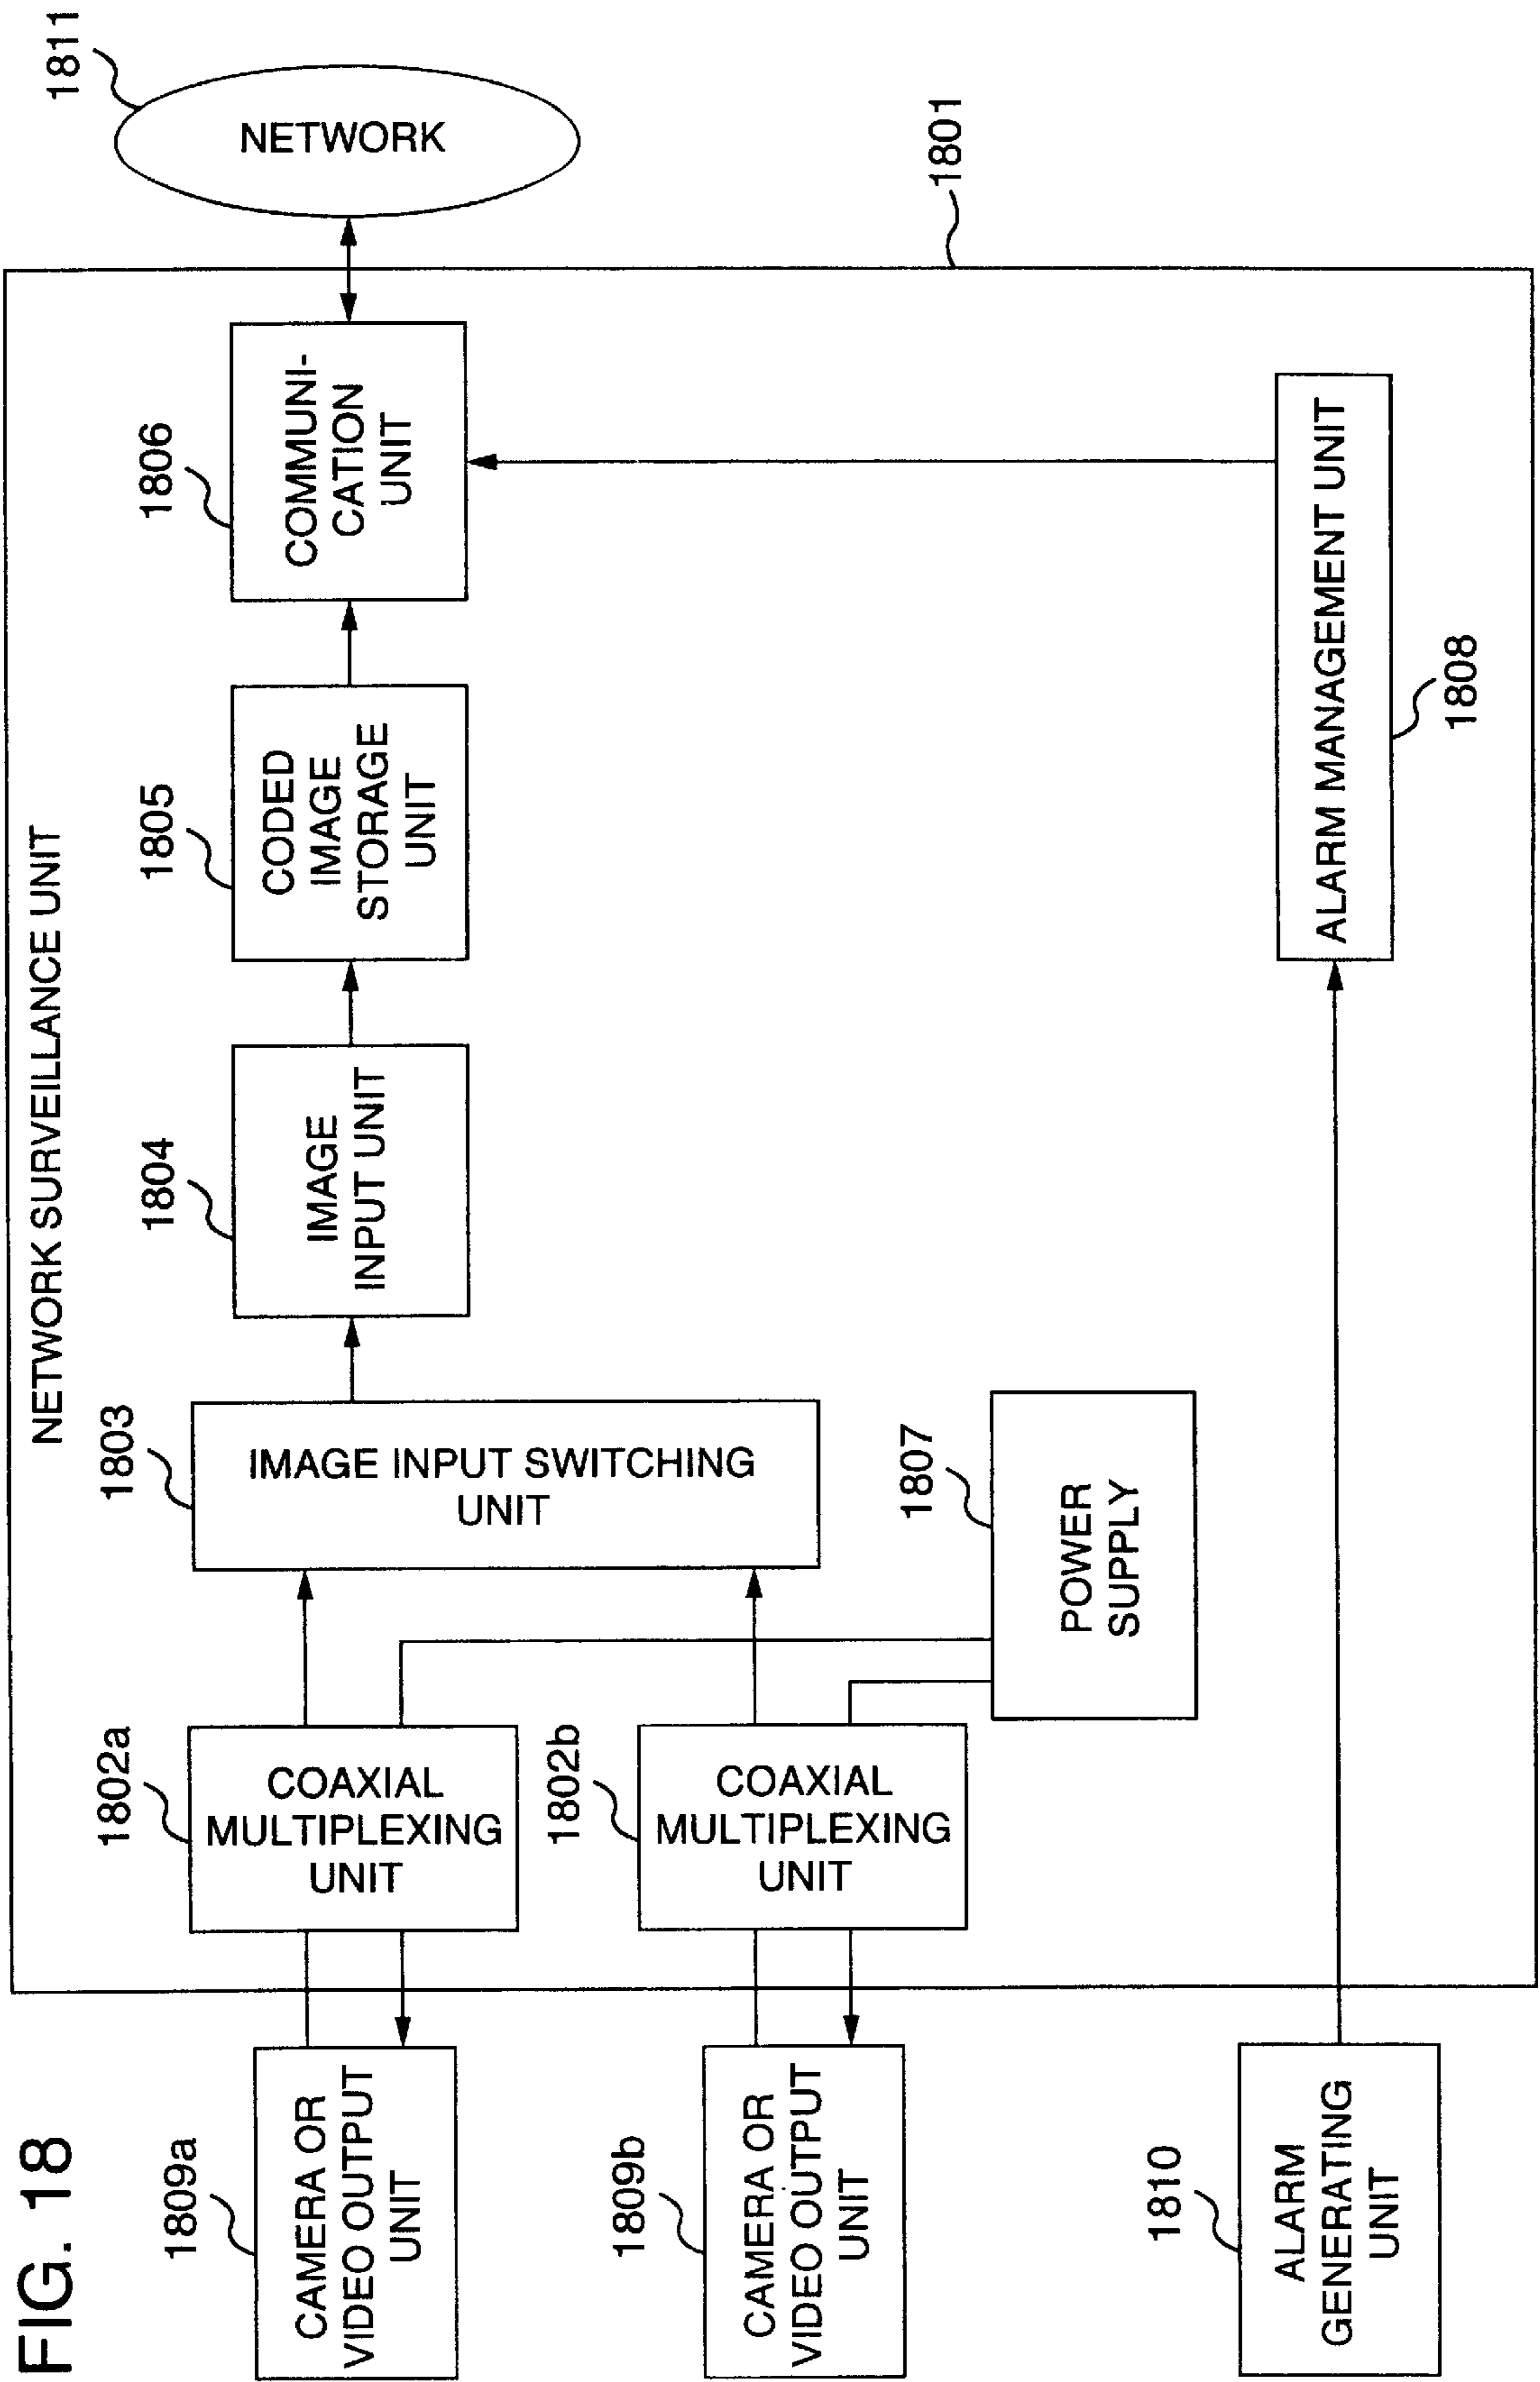 FIG. 18
NETWORK SURVEILLANCE UNIT
1801
1809a
CAMERA OR
VIDEO OUTPUT
UNIT
1802a
COAXIAL
MULTIPLEXING
UNIT
1803
IMAGE INPUT SWITCHING
UNIT
1804
IMAGE
INPUT UNIT
1805
CODED
IMAGE
STORAGE
UNIT
1806
COMMUNI-
CATION
UNIT
1811
NETWORK
1809b
CAMERA OR
VIDEO OUTPUT
UNIT
1802b
COAXIAL
MULTIPLEXING
UNIT
1807
POWER
SUPPLY
1810
ALARM
GENERATING
UNIT
ALARM MANAGEMENT UNIT
1808